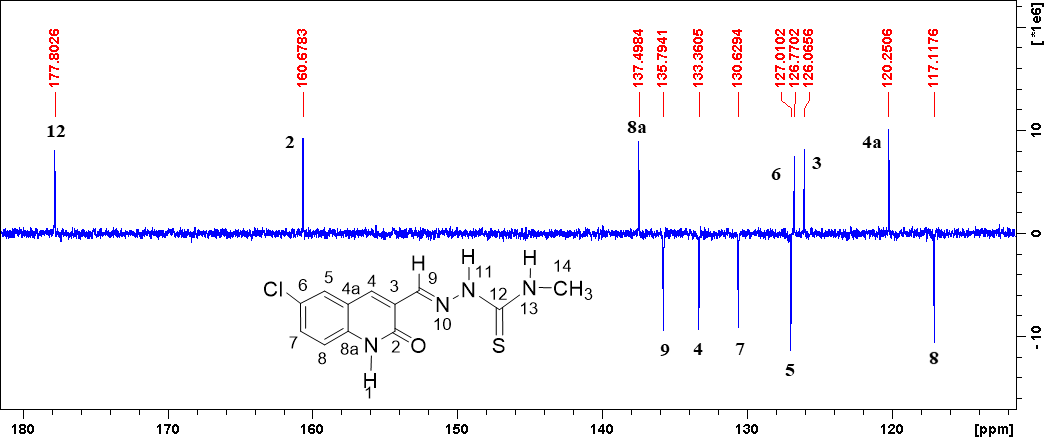 177.8026
160.6783
137.4984
135.7941
133.3605
130.6294
127.0102
126.7702
126.0656
120.2506
117.1176
[ *1e6]
12
2
8a
6
3
4a
10
0
-10
9
4
7
5
8
H
H
14
Cl
6
5
4a
4
3
9
11
N
N
CH3
N
10
12
13
7
8
8a
N
2
O
S
H
1
180
170
160
150
140
130
120
[ppm]